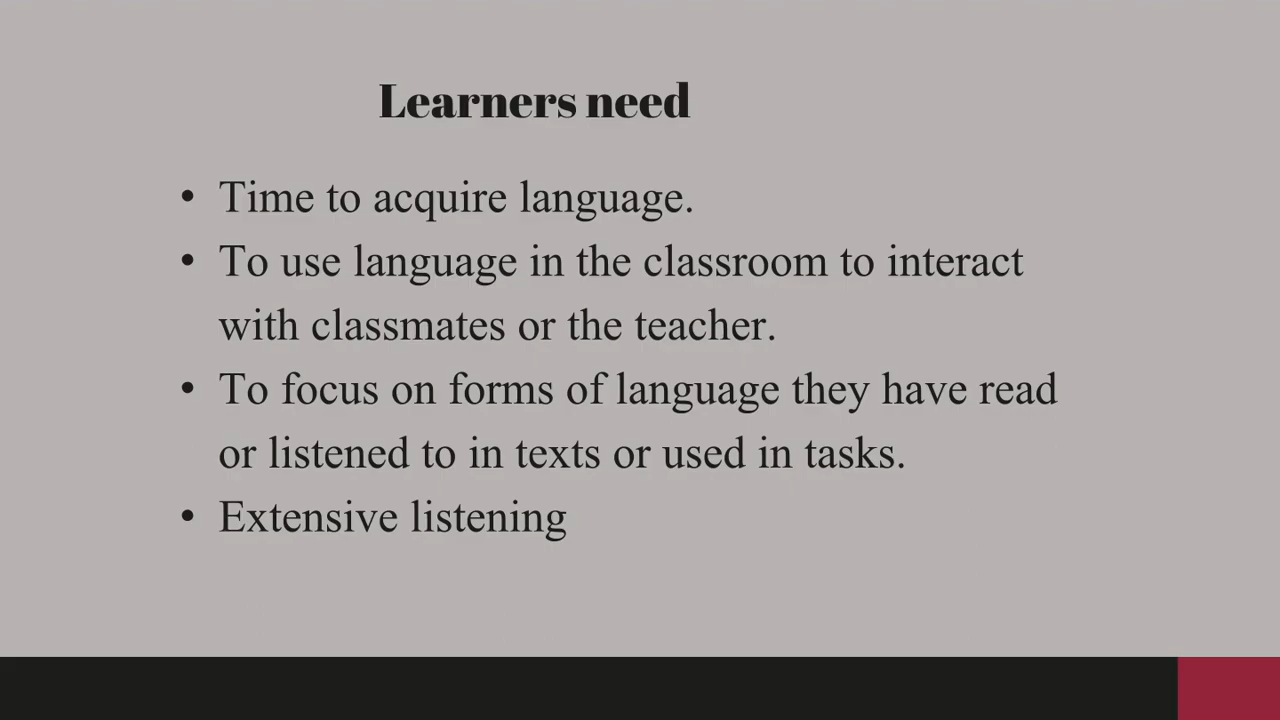 Learners need
• Time to acquire language.
• To use language in the classroom to interact
with classmates or the teacher.
• To focus on forms of language they have read
or listened to in texts or used in tasks.
• Extensive listening